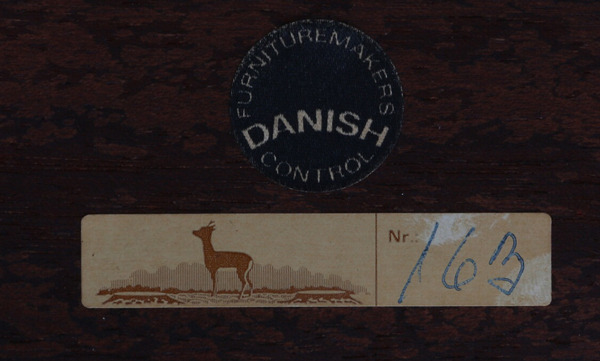 FURNITUREMAKERS
DANISH
CONTROL
Nr.: 163